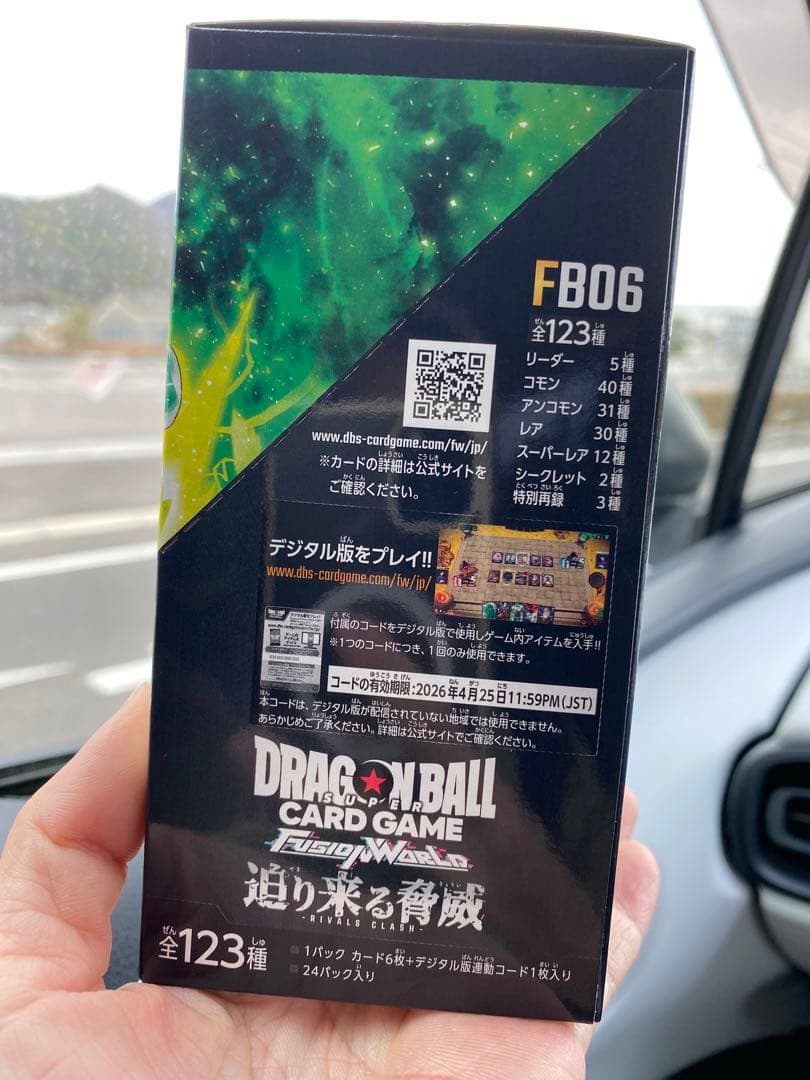 FB06
全123種
リーダー 5種
コモン 40種
アンコモン 31種
レア 30種
スーパーレア 12種
シークレット 2種
特別再録 3種
www.dbs-cardgame.com/fw/jp/
※カードの詳細は公式サイトを
ご確認ください。
デジタル版をプレイ!!
www.dbs-cardgame.com/fw/jp/
付属のコードをデジタル版で使用しゲーム内アイテムを入手!!
※1つのコードにつき、1回のみ使用できます。
コードの有効期限:2026年4月25日11:59PM(JST)
本コードは、デジタル版が配信されていない地域では使用できません。
あらかじめご了承ください。詳細は公式サイトでご確認ください。
DRAGON BALL
SUPER
CARD GAME
FUSION WORLD
迫り来る脅威
-RIVALS CLASH-
全123種
1パック カード6枚+デジタル版連動コード1枚入り
24パック入り